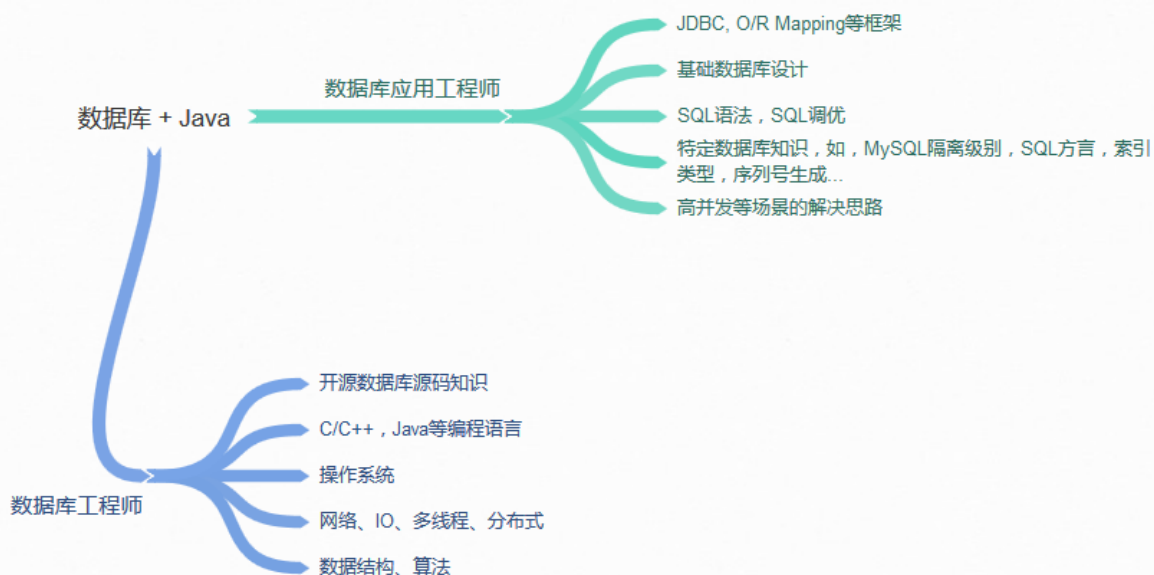 JDBC, O/R Mapping等框架
数据库应用工程师
基础数据库设计
数据库 + Java
SQL语法，SQL调优
特定数据库知识，如，MySQL隔离级别，SQL方言，索引
类型，序列号生成...
高并发等场景的解决思路
开源数据库源码知识
C/C++，Java等编程语言
操作系统
数据库工程师
网络、IO、多线程、分布式
数据结构、算法